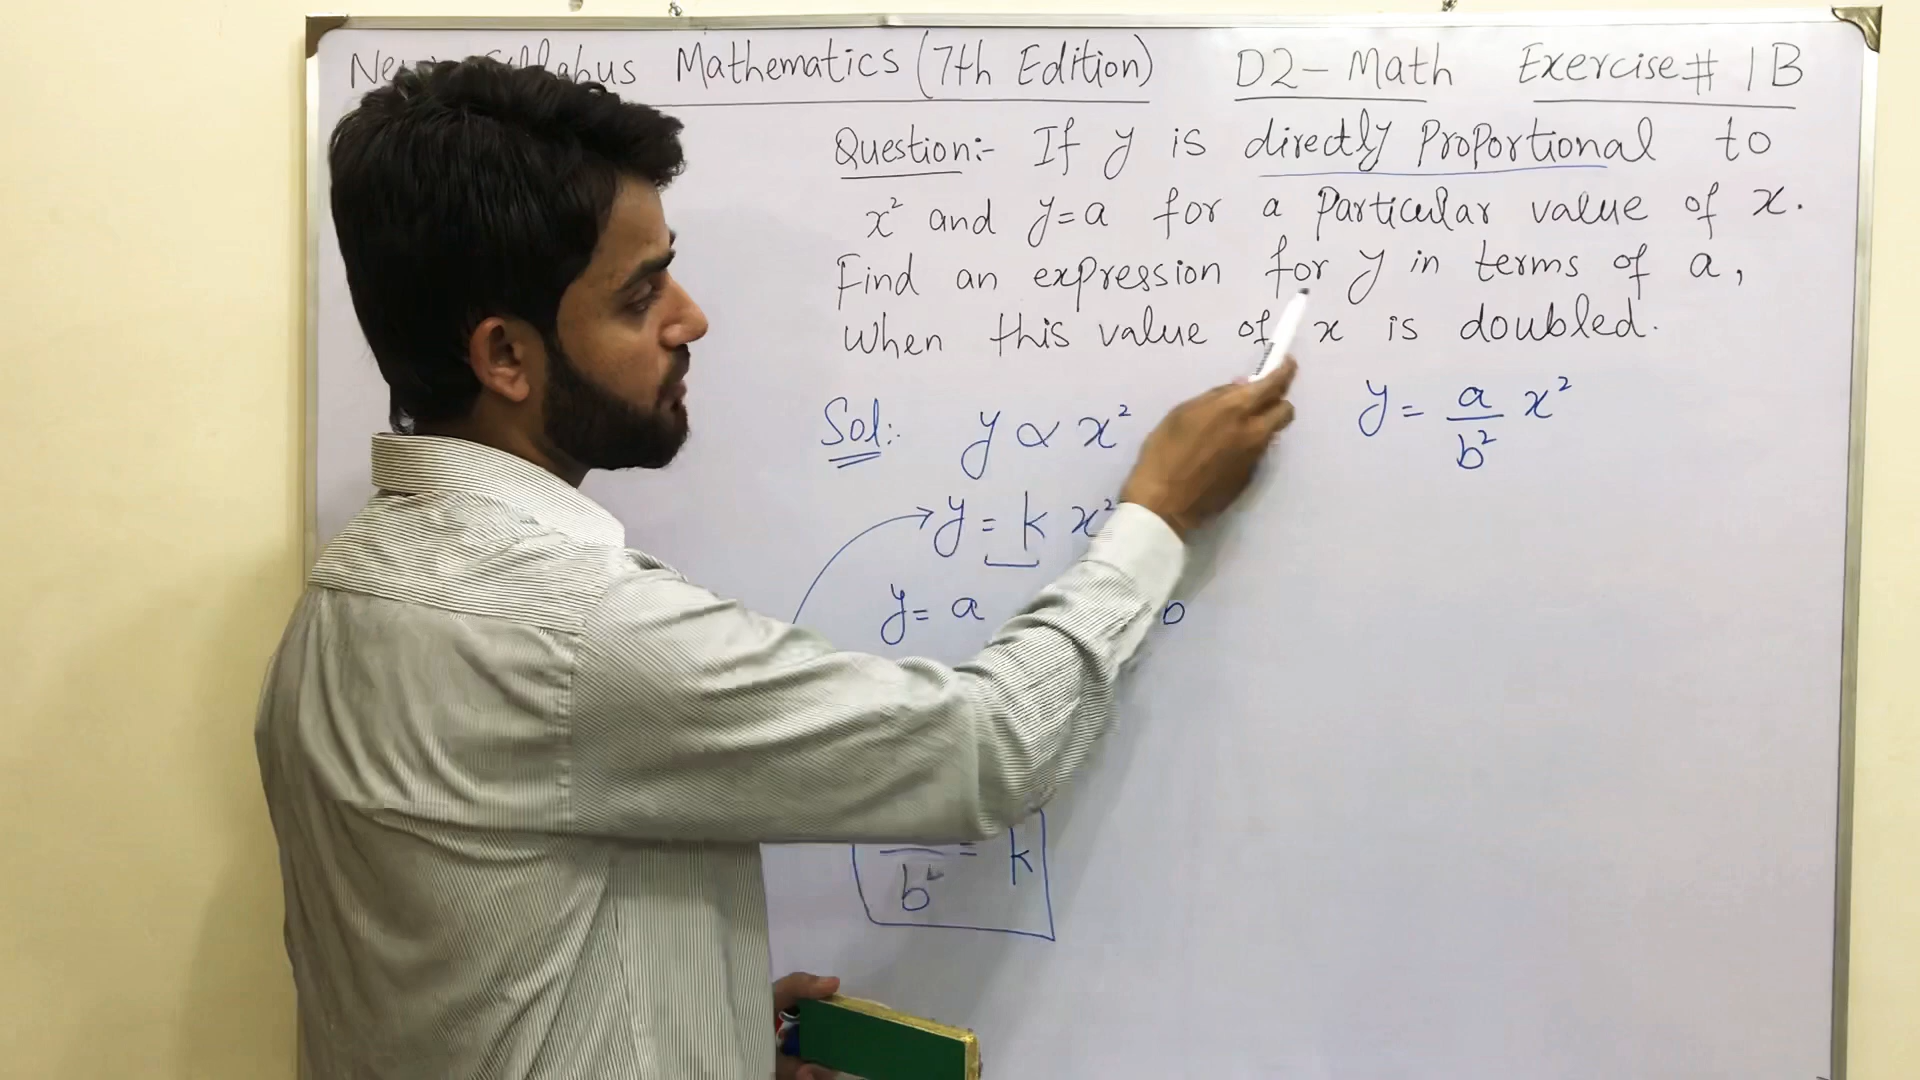 Mathematics (7th Edition) D2-Math Exercise# 1B
Question:- If y is directly Proportional to
x² and y=a for a Particular value of x.
Find an expression for y in terms of a,
When this value of x is doubled.
Sol:. y ∝ x²
y = a/b² x²
y = k x²
y = a
b² = k